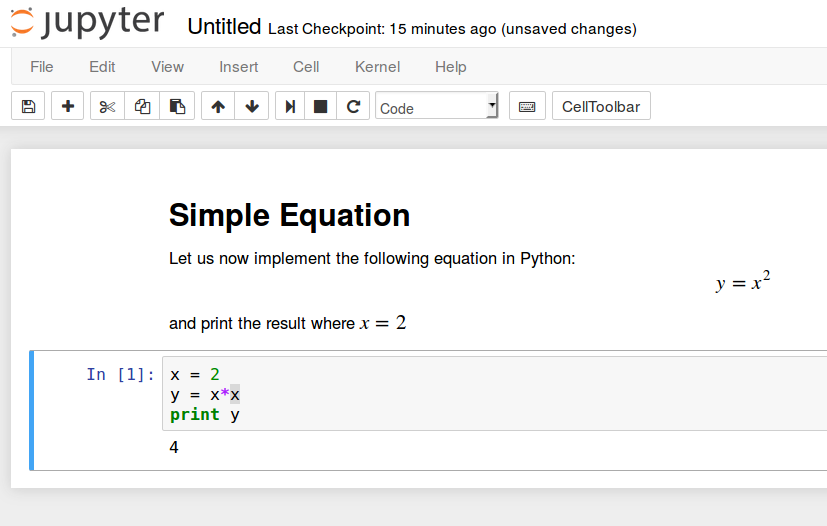 jupyter Untitled Last Checkpoint: 15 minutes ago (unsaved changes)
File Edit View Insert Cell Kernel Help
Code CellToolbar
Simple Equation
Let us now implement the following equation in Python:
y = x²
and print the result where x = 2
In [1]: x = 2
y = x*x
print y
4